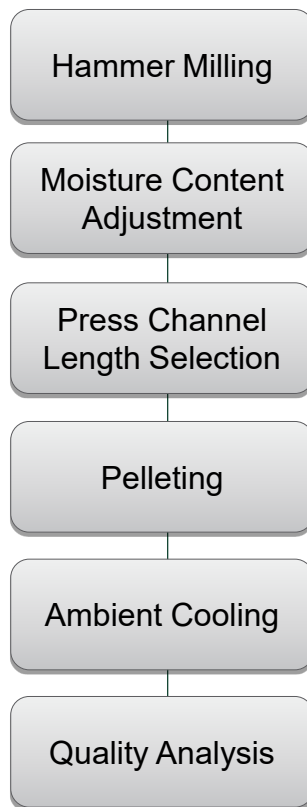 Hammer Milling
Moisture Content
Adjustment
Press Channel
Length Selection
Pelleting
Ambient Cooling
Quality Analysis